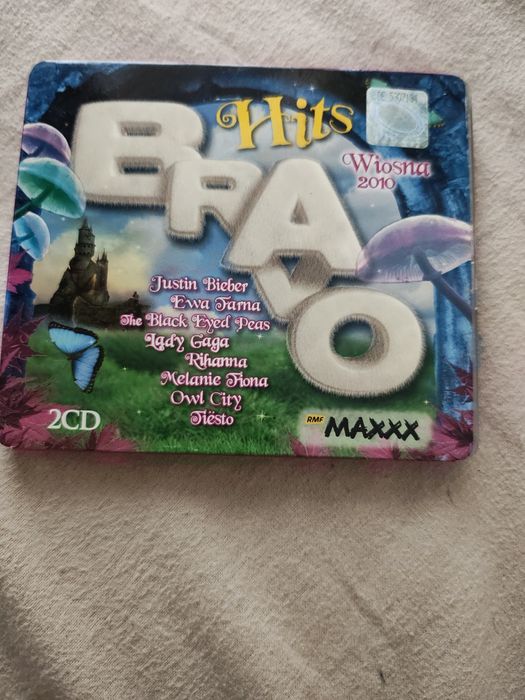 Hits
BRAVO
Wiosna
2010
Justin Bieber
Ewa Farna
The Black Eyed Peas
Lady Gaga
Rihanna
Melanie Fiona
Owl City
Tiësto
2CD
RMF MAXXX